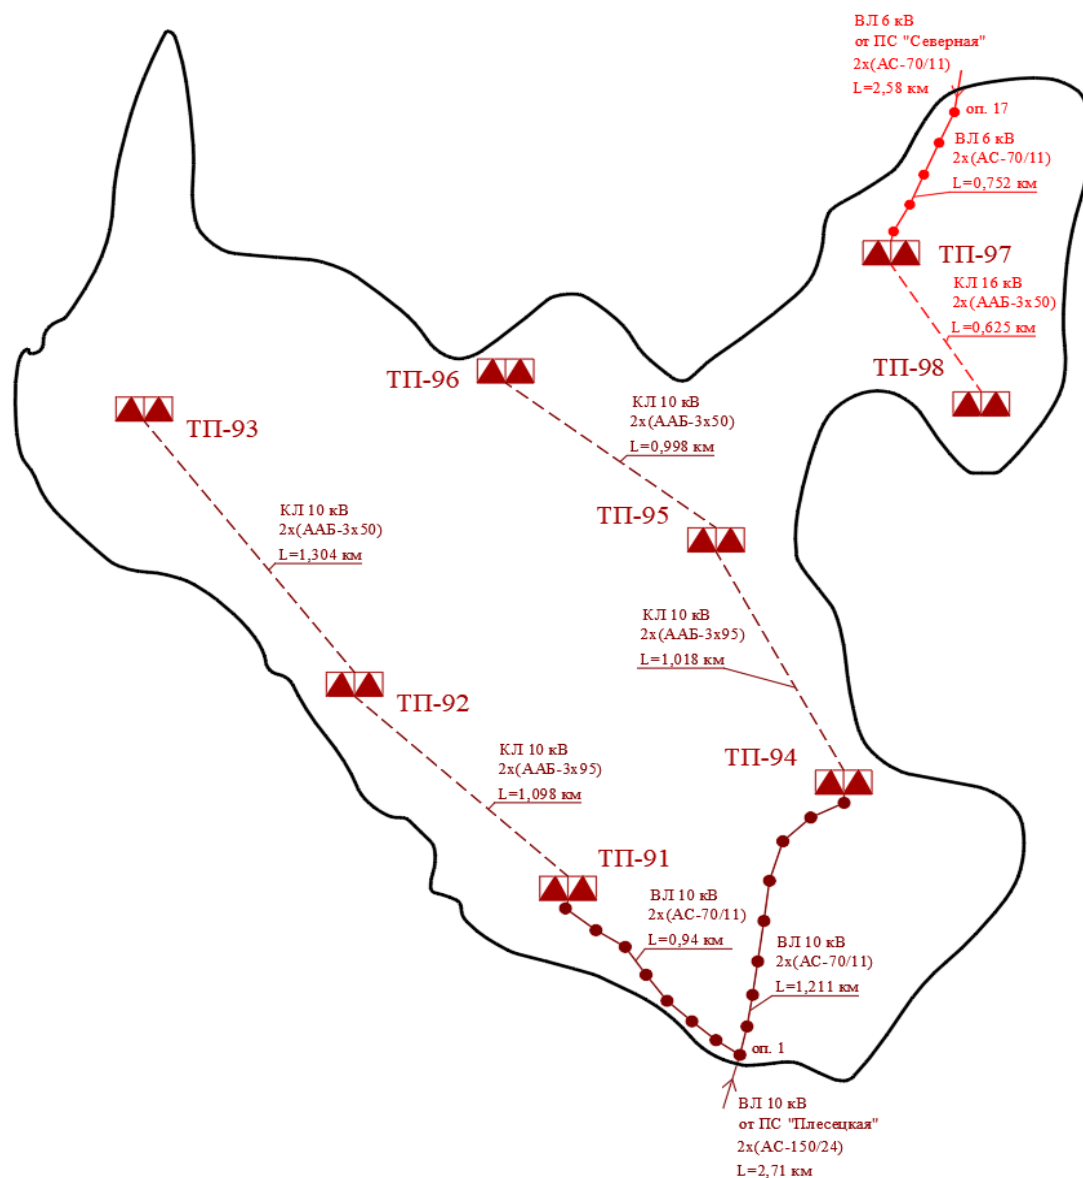 ВЛ 6 кВ
от ПС "Северная"
2х(АС-70/11)
L=2,58 км
оп. 17
ВЛ 6 кВ
2х(АС-70/11)
L=0,752 км
ТП-97
КЛ 16 кВ
2х(ААБ-3х50)
L=0,625 км
ТП-98
ТП-96
КЛ 10 кВ
2х(ААБ-3х50)
L=0,998 км
ТП-93
ТП-95
КЛ 10 кВ
2х(ААБ-3х50)
L=1,304 км
КЛ 10 кВ
2х(ААБ-3х95)
L=1,018 км
ТП-92
ТП-94
КЛ 10 кВ
2х(ААБ-3х95)
L=1,098 км
ТП-91
ВЛ 10 кВ
2х(АС-70/11)
L=0,94 км
ВЛ 10 кВ
2х(АС-70/11)
L=1,211 км
оп. 1
ВЛ 10 кВ
от ПС "Плесецкая"
2х(АС-150/24)
L=2,71 км